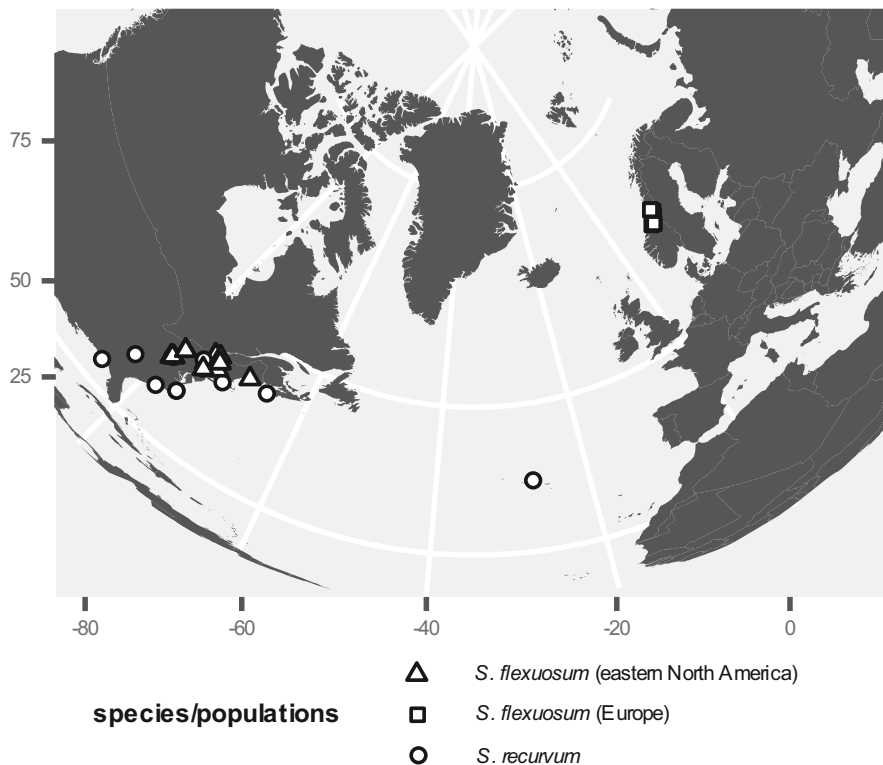 75
50
25
-80 -60 -40 -20 0
S. flexuosum (eastern North America)
species/populations S. flexuosum (Europe)
S. recurvum